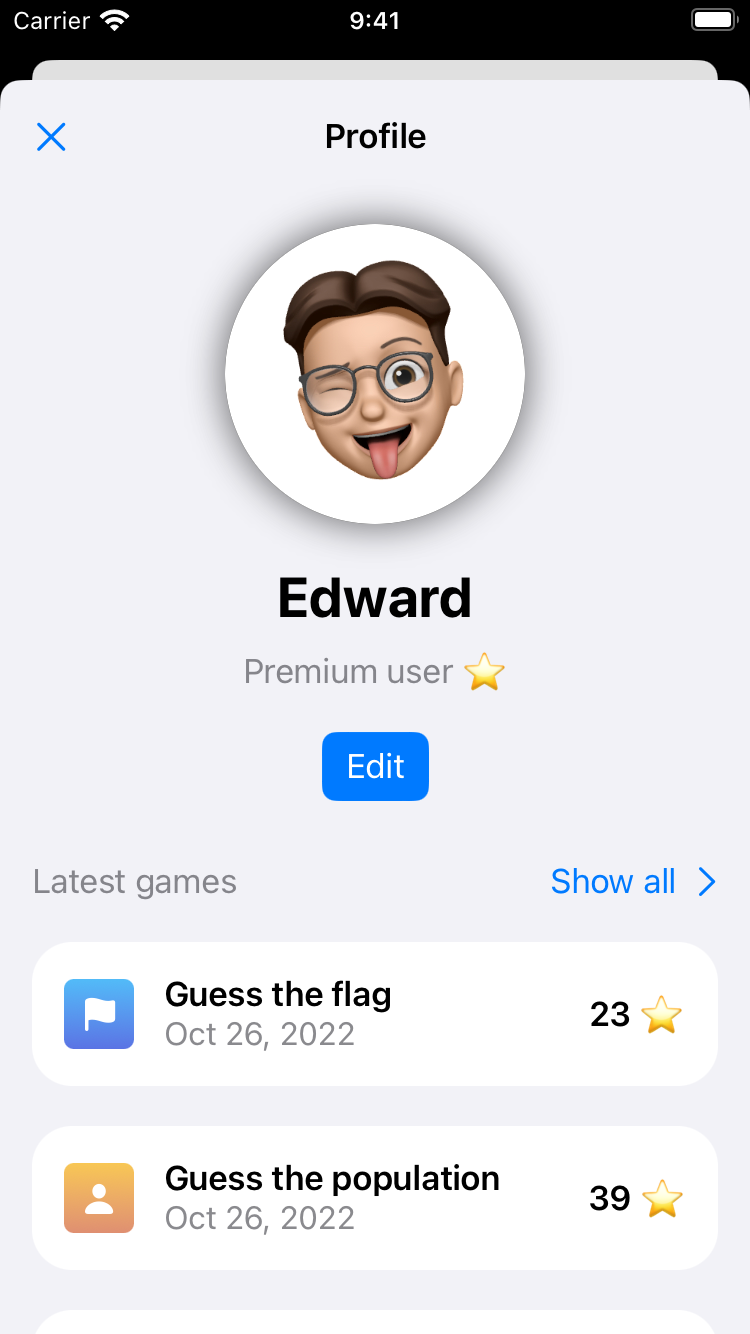 Carrier 9:41
Profile
Edward
Premium user ⭐
Edit
Latest games Show all
Guess the flag
Oct 26, 2022
23 ⭐
Guess the population
Oct 26, 2022
39 ⭐